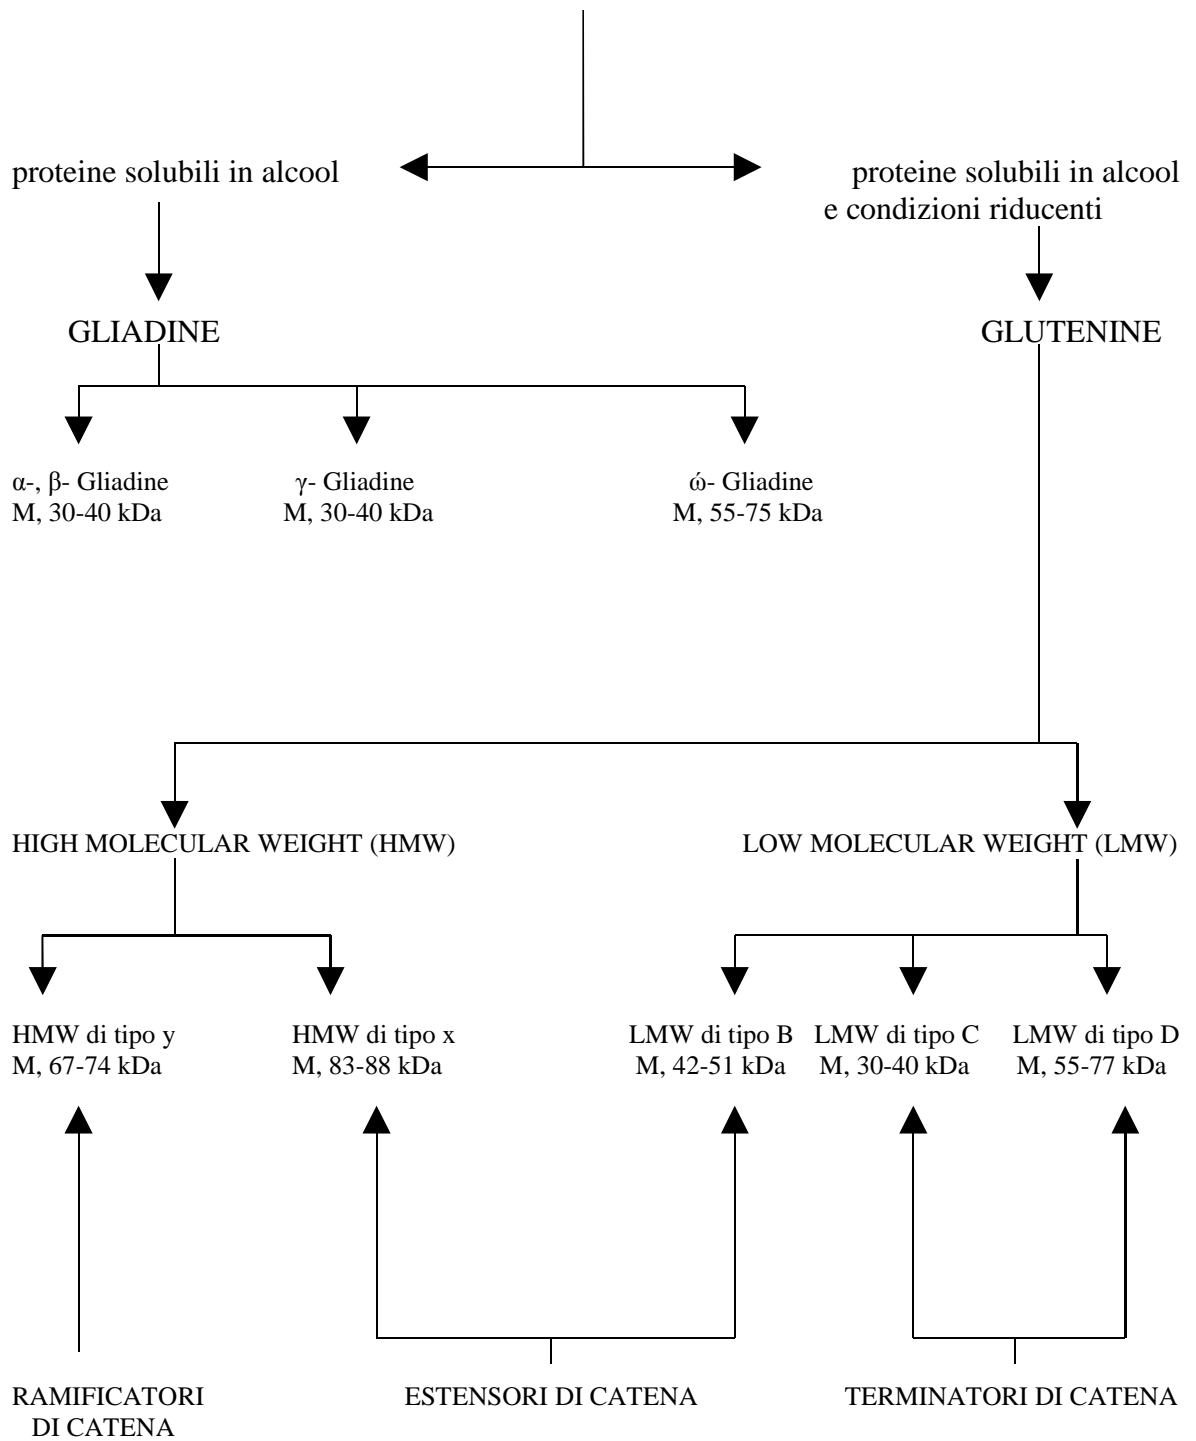 proteine solubili in alcool
proteine solubili in alcool
e condizioni riducenti
GLIADINE
GLUTENINE
α-, β- Gliadine
M, 30-40 kDa
γ- Gliadine
M, 30-40 kDa
ώ- Gliadine
M, 55-75 kDa
HIGH MOLECULAR WEIGHT (HMW)
LOW MOLECULAR WEIGHT (LMW)
HMW di tipo y
M, 67-74 kDa
HMW di tipo x
M, 83-88 kDa
LMW di tipo B
M, 42-51 kDa
LMW di tipo C
M, 30-40 kDa
LMW di tipo D
M, 55-77 kDa
RAMIFICATORI
DI CATENA
ESTENSORI DI CATENA
TERMINATORI DI CATENA